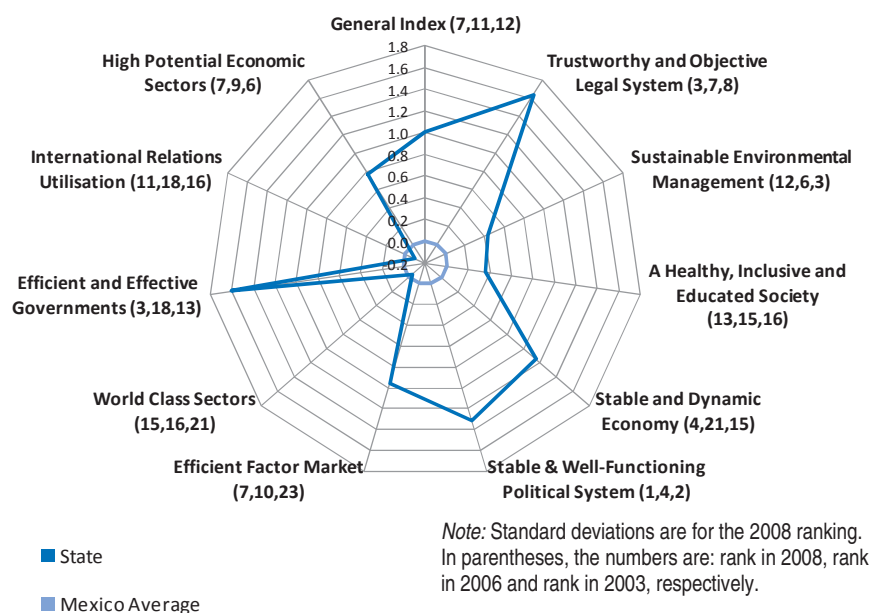 General Index (7,11,12)
1.8
1.6
1.4
1.2
1.0
0.8
0.6
0.4
0.2
0.0
-0.2
Trustworthy and Objective
Legal System (3,7,8)
Sustainable Environmental
Management (12,6,3)
A Healthy, Inclusive and
Educated Society
(13,15,16)
Stable and Dynamic
Economy (4,21,15)
Stable & Well-Functioning
Political System (1,4,2)
Efficient Factor Market
(7,10,23)
World Class Sectors
(15,16,21)
Efficient and Effective
Governments (3,18,13)
International Relations
Utilisation (11,18,16)
High Potential Economic
Sectors (7,9,6)
State
Mexico Average
Note: Standard deviations are for the 2008 ranking.
In parentheses, the numbers are: rank in 2008, rank
in 2006 and rank in 2003, respectively.